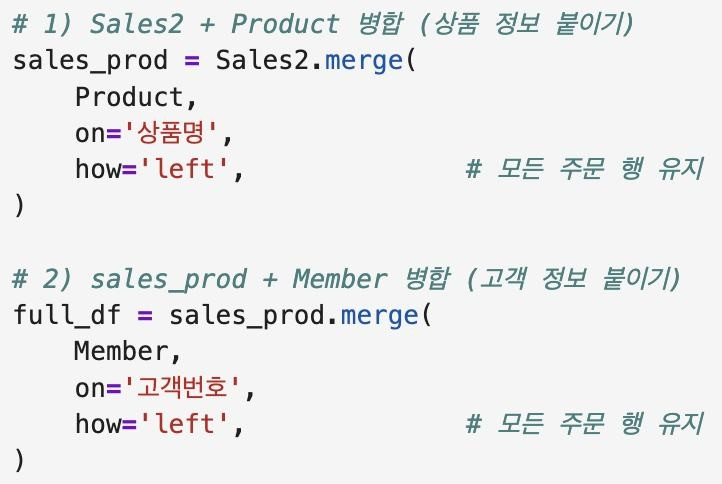 # 1) Sales2 + Product 병합 (상품 정보 붙이기)
sales_prod = Sales2.merge(
    Product,
    on='상품명',
    how='left',              # 모든 주문 행 유지
)

# 2) sales_prod + Member 병합 (고객 정보 붙이기)
full_df = sales_prod.merge(
    Member,
    on='고객번호',
    how='left',              # 모든 주문 행 유지
)